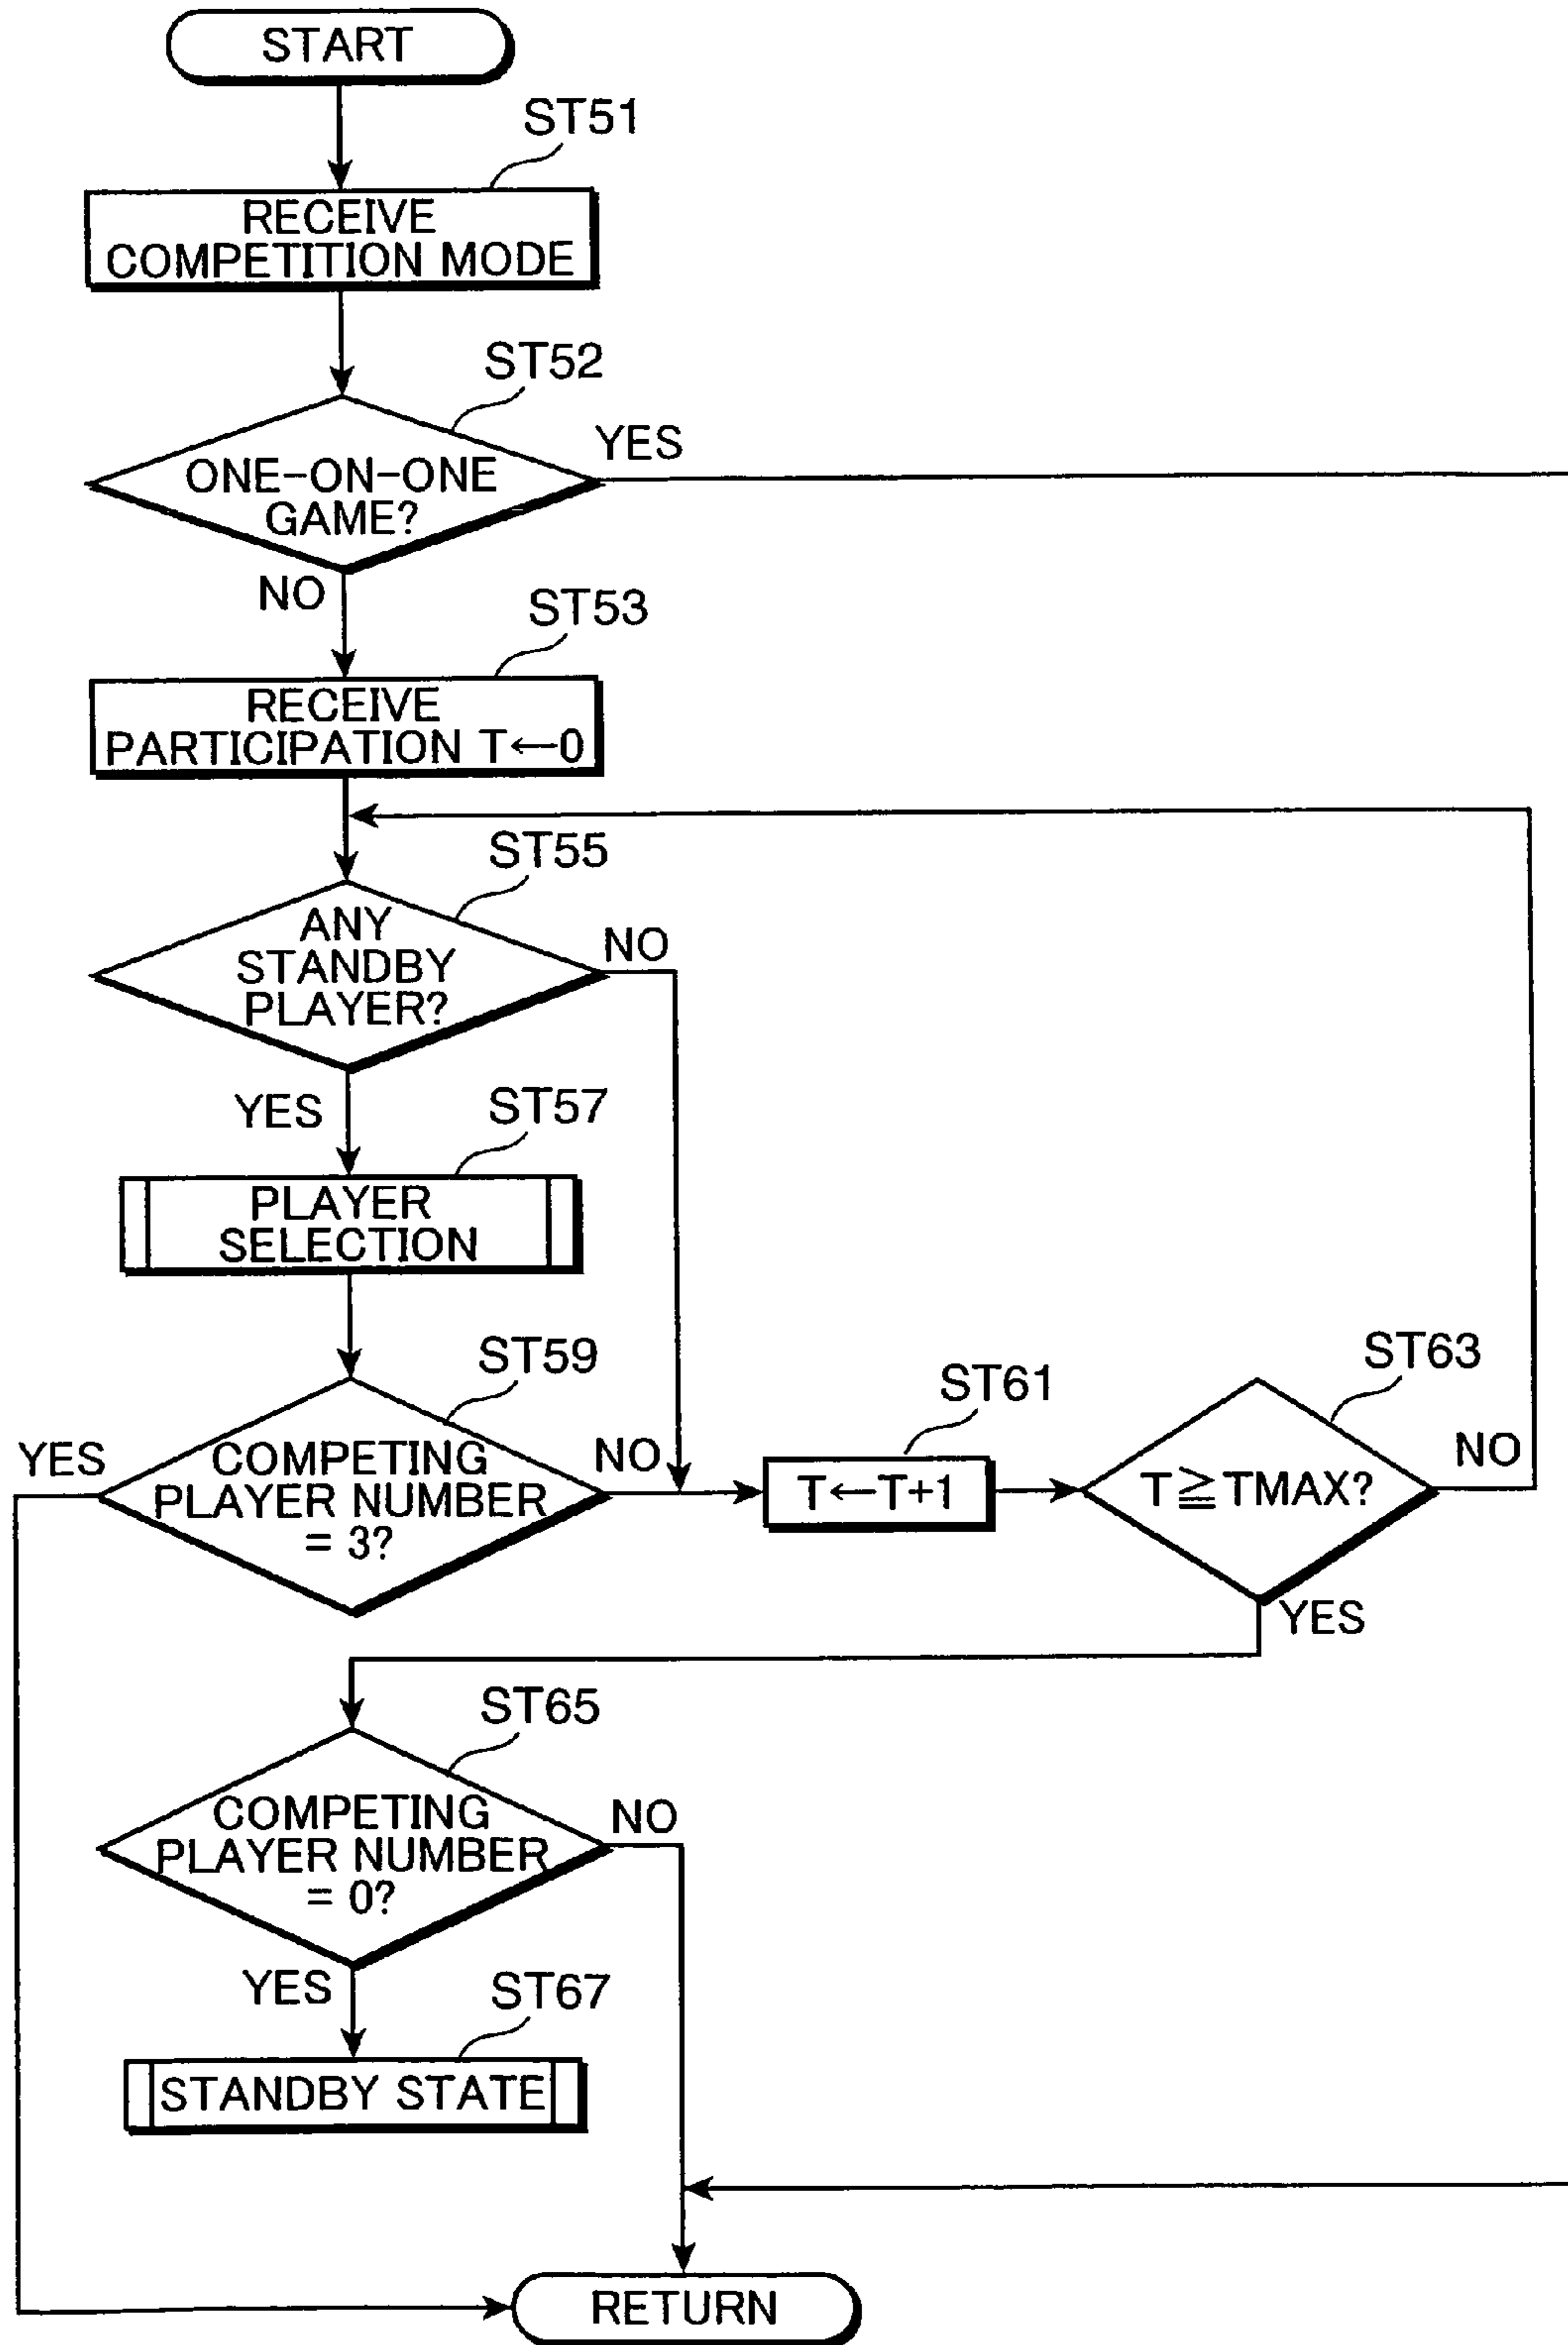 START
ST51
RECEIVE
COMPETITION MODE
ST52
ONE-ON-ONE
GAME?
YES
NO
ST53
RECEIVE
PARTICIPATION T←0
ST55
ANY
STANDBY
PLAYER?
NO
YES
ST57
PLAYER
SELECTION
ST59
COMPETING
PLAYER NUMBER
= 3?
YES
NO
ST61
T←T+1
ST63
T≧TMAX?
NO
YES
ST65
COMPETING
PLAYER NUMBER
= 0?
NO
YES
ST67
STANDBY STATE
RETURN